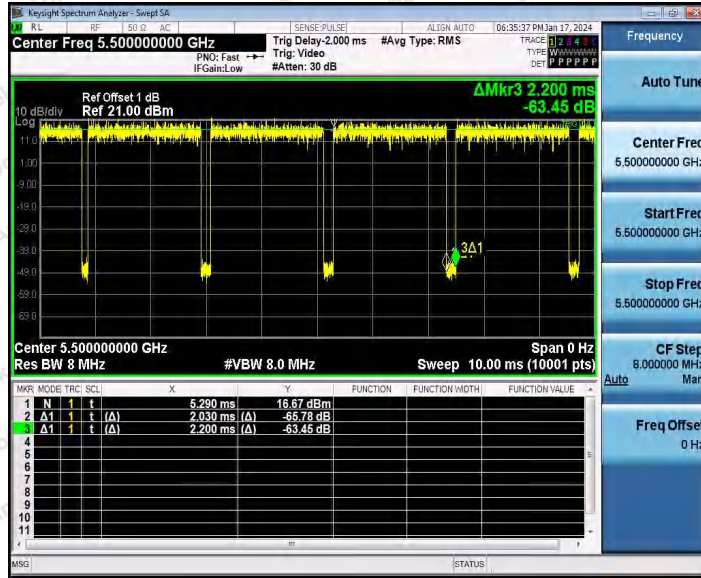 Keysight Spectrum Analyzer - Swept SA
RL RF 50 Ω AC SENSE:PULSE ALIGN AUTO 06:35:37 PM Jan 17, 2024
Center Freq 5.500000000 GHz
PNO: Fast
IFGain:Low
Trig Delay-2.000 ms
Trig: Video
#Atten: 30 dB
#Avg Type: RMS
TRACE 1 2 3 4 5 6
TYPE WWWWWW
DET P P P P P P
ΔMkr3 2.200 ms
-63.45 dB
Ref Offset 1 dB
10 dB/div Ref 21.00 dBm
Log
11.0
1.00
-9.00
-19.0
-29.0
-39.0
-49.0
-59.0
-69.0
3Δ1
Center 5.500000000 GHz Span 0 Hz
Res BW 8 MHz #VBW 8.0 MHz Sweep 10.00 ms (10001 pts)
MKR MODE TRC SCL X Y FUNCTION FUNCTION WIDTH FUNCTION VALUE
1 N 1 t 5.290 ms 16.67 dBm
2 Δ1 1 t (Δ) 2.030 ms (Δ) -65.78 dB
3 Δ1 1 t (Δ) 2.200 ms (Δ) -63.45 dB
4
5
6
7
8
9
10
11
MSG STATUS
Frequency
Auto Tune
Center Freq
5.500000000 GHz
Start Freq
5.500000000 GHz
Stop Freq
5.500000000 GHz
CF Step
8.000000 MHz
Auto Man
Freq Offset
0 Hz